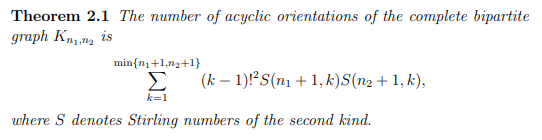 Theorem 2.1 The number of acyclic orientations of the complete bipartite
graph K_{n_1,n_2} is
\sum_{k=1}^{\min\{n_1+1,n_2+1\}} (k − 1)!^2 S(n_1 + 1, k)S(n_2 + 1, k),
where S denotes Stirling numbers of the second kind.